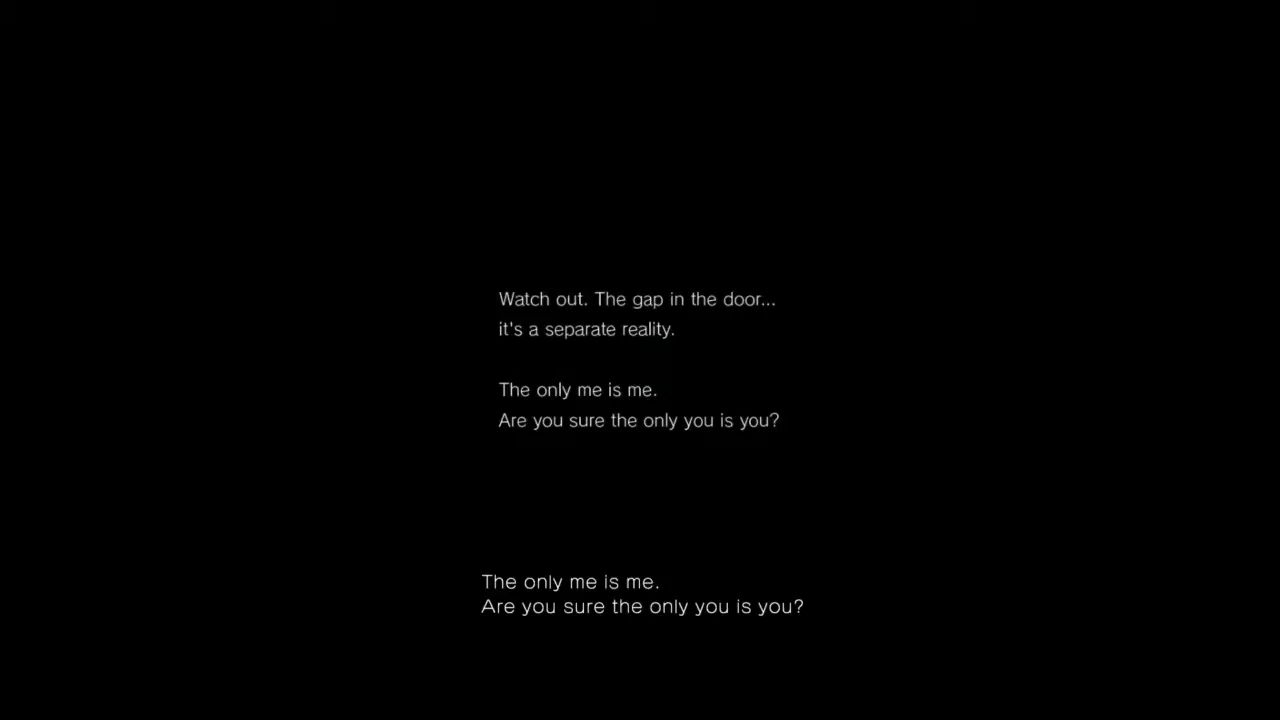 Watch out. The gap in the door...
it's a separate reality.
The only me is me.
Are you sure the only you is you?
The only me is me.
Are you sure the only you is you?